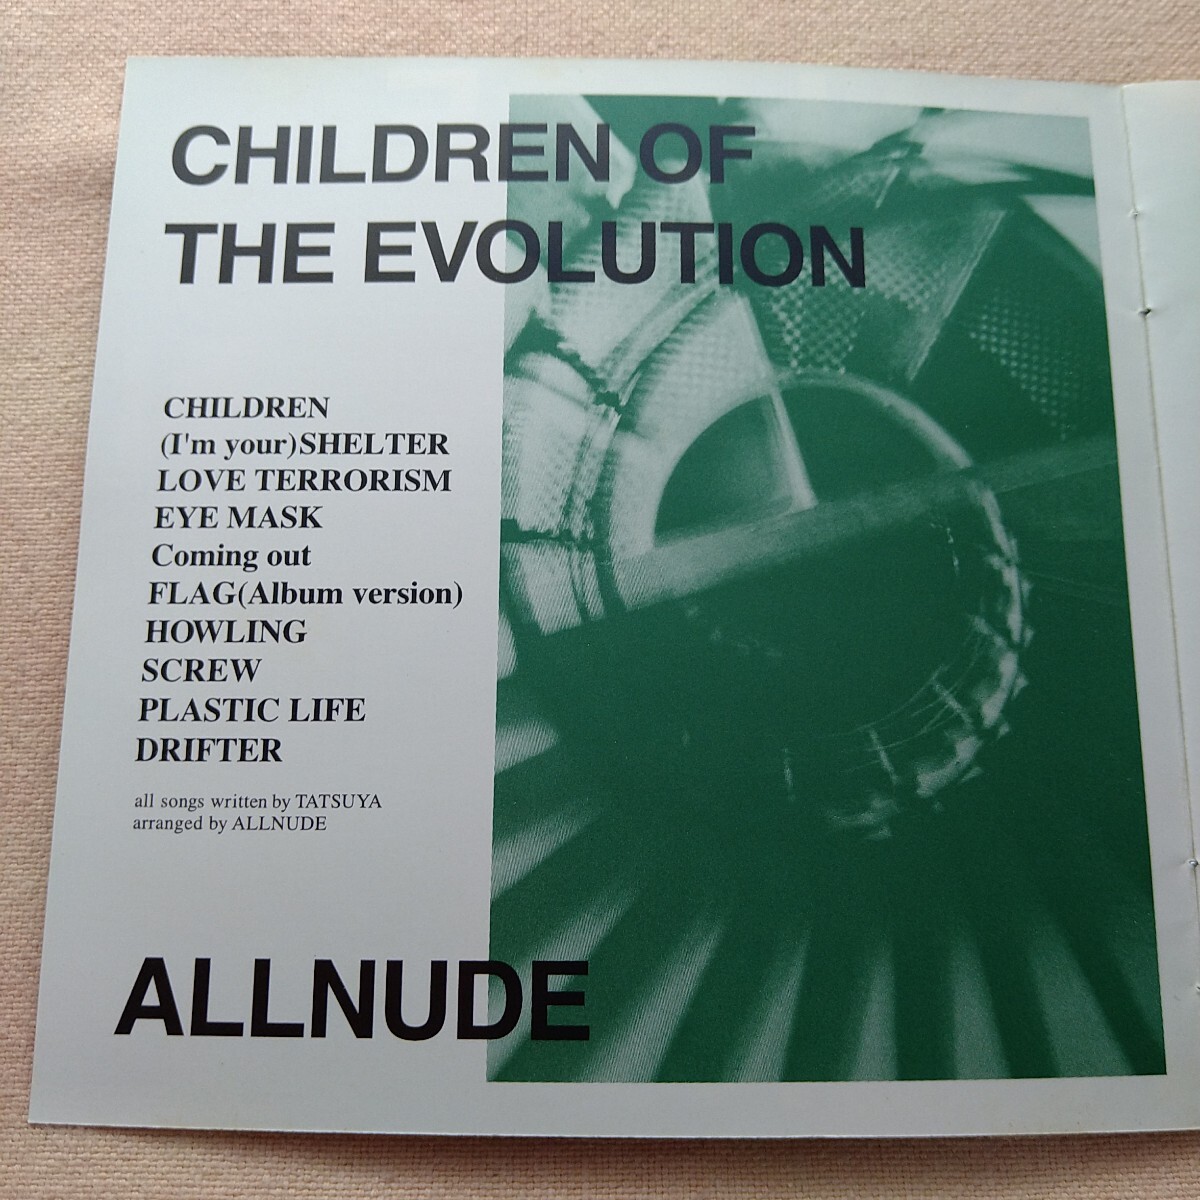 CHILDREN OF
THE EVOLUTION
CHILDREN
(I'm your)SHELTER
LOVE TERRORISM
EYE MASK
Coming out
FLAG(Album version)
HOWLING
SCREW
PLASTIC LIFE
DRIFTER
all songs written by TATSUYA
arranged by ALLNUDE
ALLNUDE